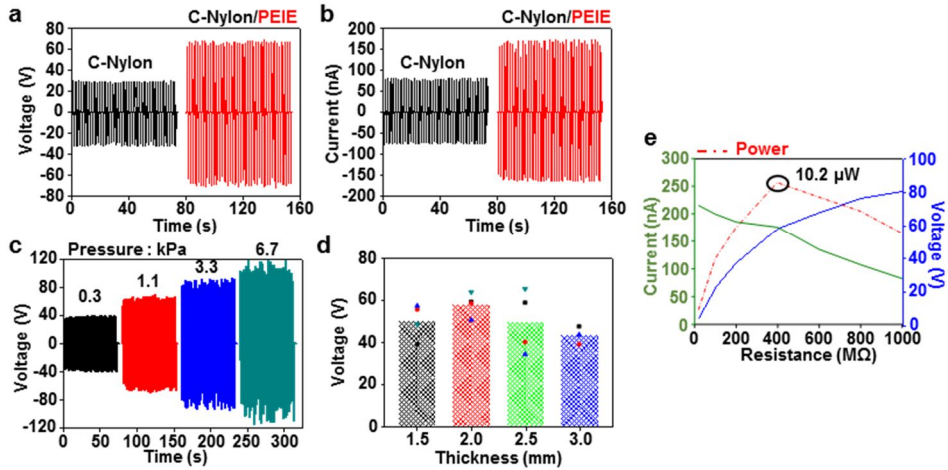 a
C-Nylon/PEIE
C-Nylon
Voltage (V)
80
60
40
20
0
-20
-40
-60
-80
0 40 80 120 160
Time (s)
b
C-Nylon/PEIE
C-Nylon
Current (nA)
200
150
100
50
0
-50
-100
-150
-200
0 40 80 120 160
Time (s)
c
Pressure : kPa
0.3
1.1
3.3
6.7
Voltage (V)
120
80
40
0
-40
-80
-120
0 50 100 150 200 250 300
Time (s)
d
Voltage (V)
80
60
40
20
0
1.5 2.0 2.5 3.0
Thickness (mm)
e
Power
10.2 μW
Current (nA)
300
250
200
150
100
50
0
Voltage (V)
100
80
60
40
20
0
0 200 400 600 800 1000
Resistance (MΩ)